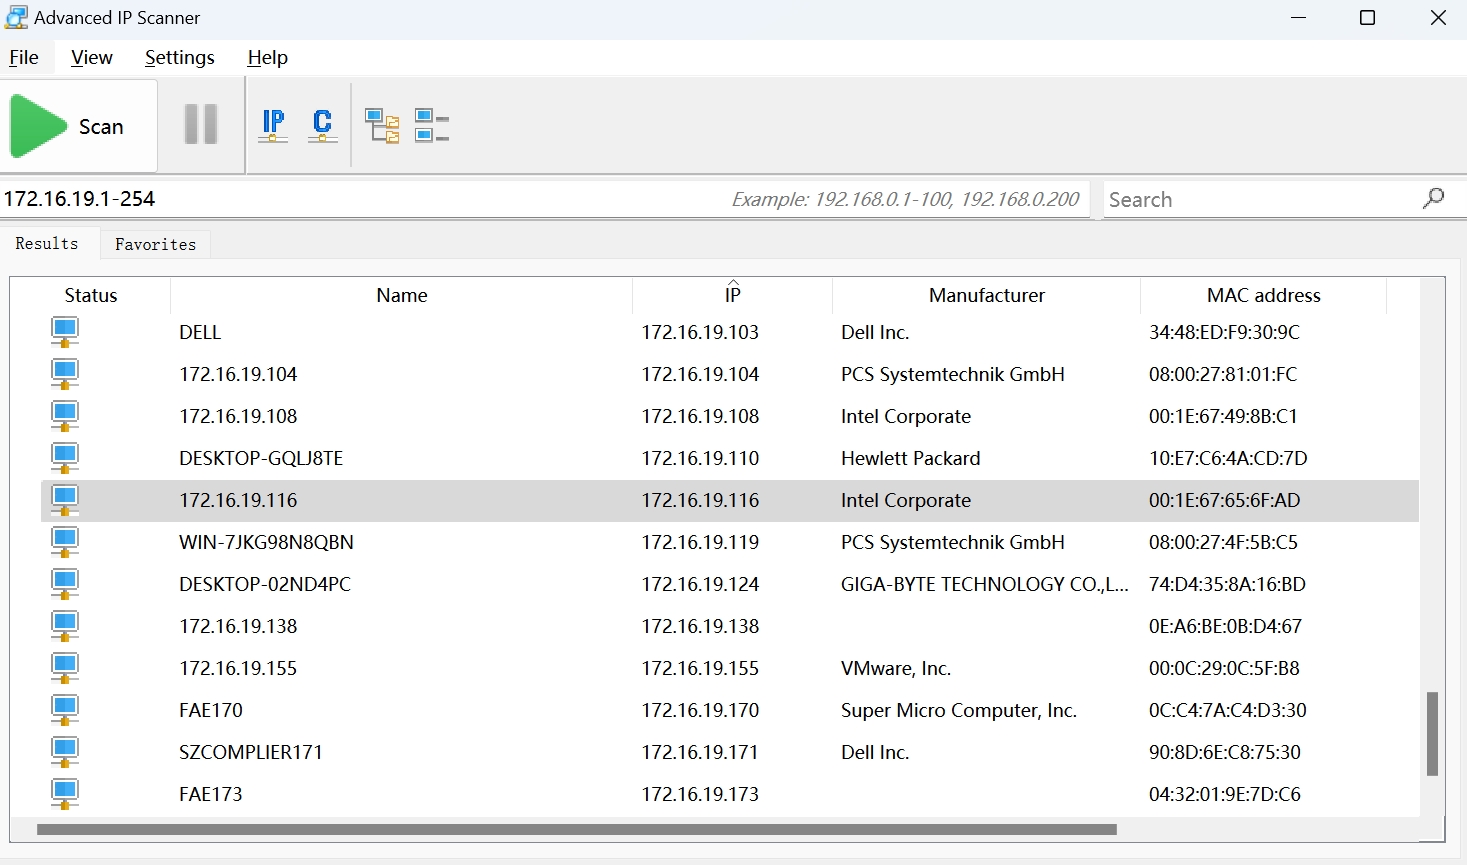 Advanced IP Scanner
File View Settings Help
Scan IP C
172.16.19.1-254 Example: 192.168.0.1-100, 192.168.0.200 Search
Results Favorites
Status Name IP Manufacturer MAC address
DELL 172.16.19.103 Dell Inc. 34:48:ED:F9:30:9C
172.16.19.104 172.16.19.104 PCS Systemtechnik GmbH 08:00:27:81:01:FC
172.16.19.108 172.16.19.108 Intel Corporate 00:1E:67:49:8B:C1
DESKTOP-GQLJ8TE 172.16.19.110 Hewlett Packard 10:E7:C6:4A:CD:7D
172.16.19.116 172.16.19.116 Intel Corporate 00:1E:67:65:6F:AD
WIN-7JKG98N8QBN 172.16.19.119 PCS Systemtechnik GmbH 08:00:27:4F:5B:C5
DESKTOP-02ND4PC 172.16.19.124 GIGA-BYTE TECHNOLOGY CO.,L... 74:D4:35:8A:16:BD
172.16.19.138 172.16.19.138 0E:A6:BE:0B:D4:67
172.16.19.155 172.16.19.155 VMware, Inc. 00:0C:29:0C:5F:B8
FAE170 172.16.19.170 Super Micro Computer, Inc. 0C:C4:7A:C4:D3:30
SZCOMPLIER171 172.16.19.171 Dell Inc. 90:8D:6E:C8:75:30
FAE173 172.16.19.173 04:32:01:9E:7D:C6